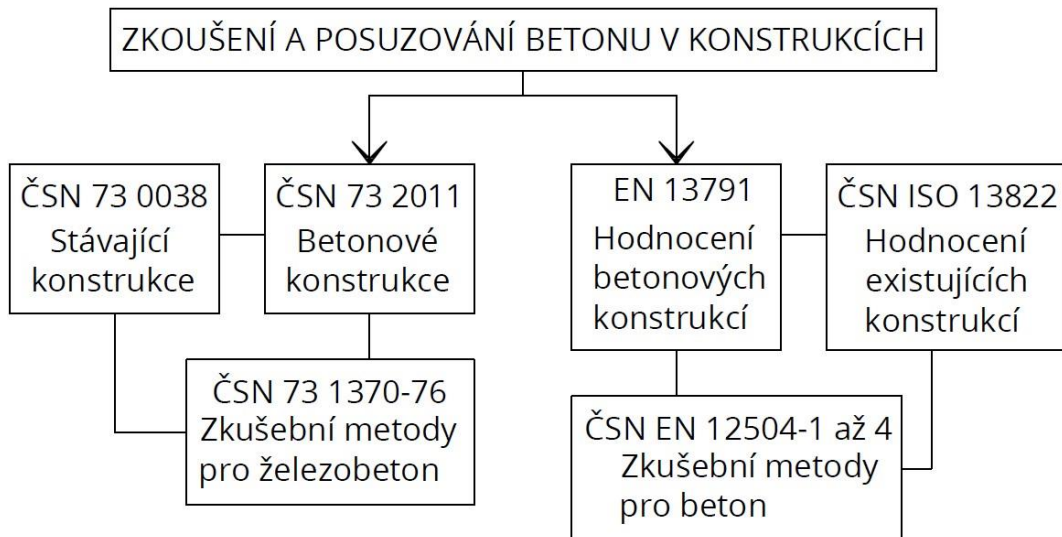 ZKOUŠENÍ A POSUZOVÁNÍ BETONU V KONSTRUKCÍCH
ČSN 73 0038
Stávající
konstrukce
ČSN 73 2011
Betonové
konstrukce
EN 13791
Hodnocení
betonových
konstrukcí
ČSN ISO 13822
Hodnocení
existujících
konstrukcí
ČSN 73 1370-76
Zkušební metody
pro železobeton
ČSN EN 12504-1 až 4
Zkušební metody
pro beton